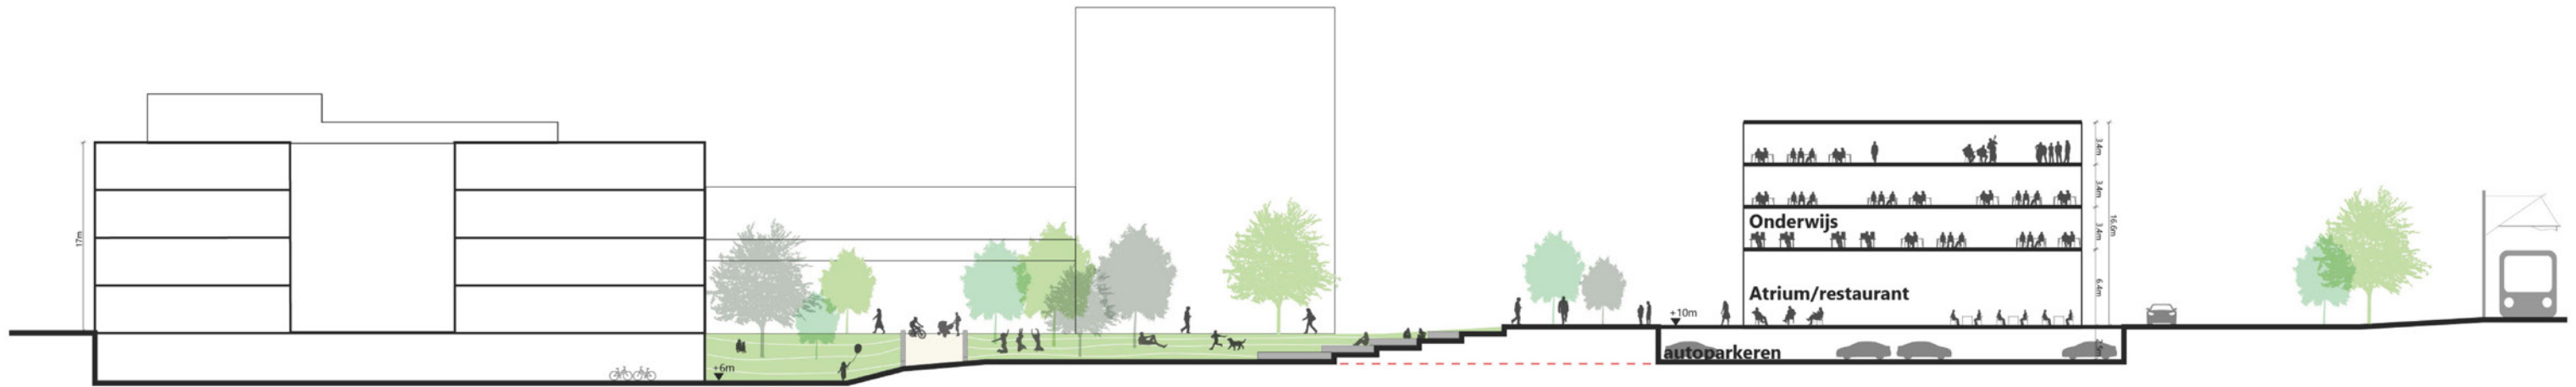 17m
+6m
+10m
Onderwijs
Atrium/restaurant
autoparkeren
3.4m
3.4m
3.4m
6.4m
16.6m